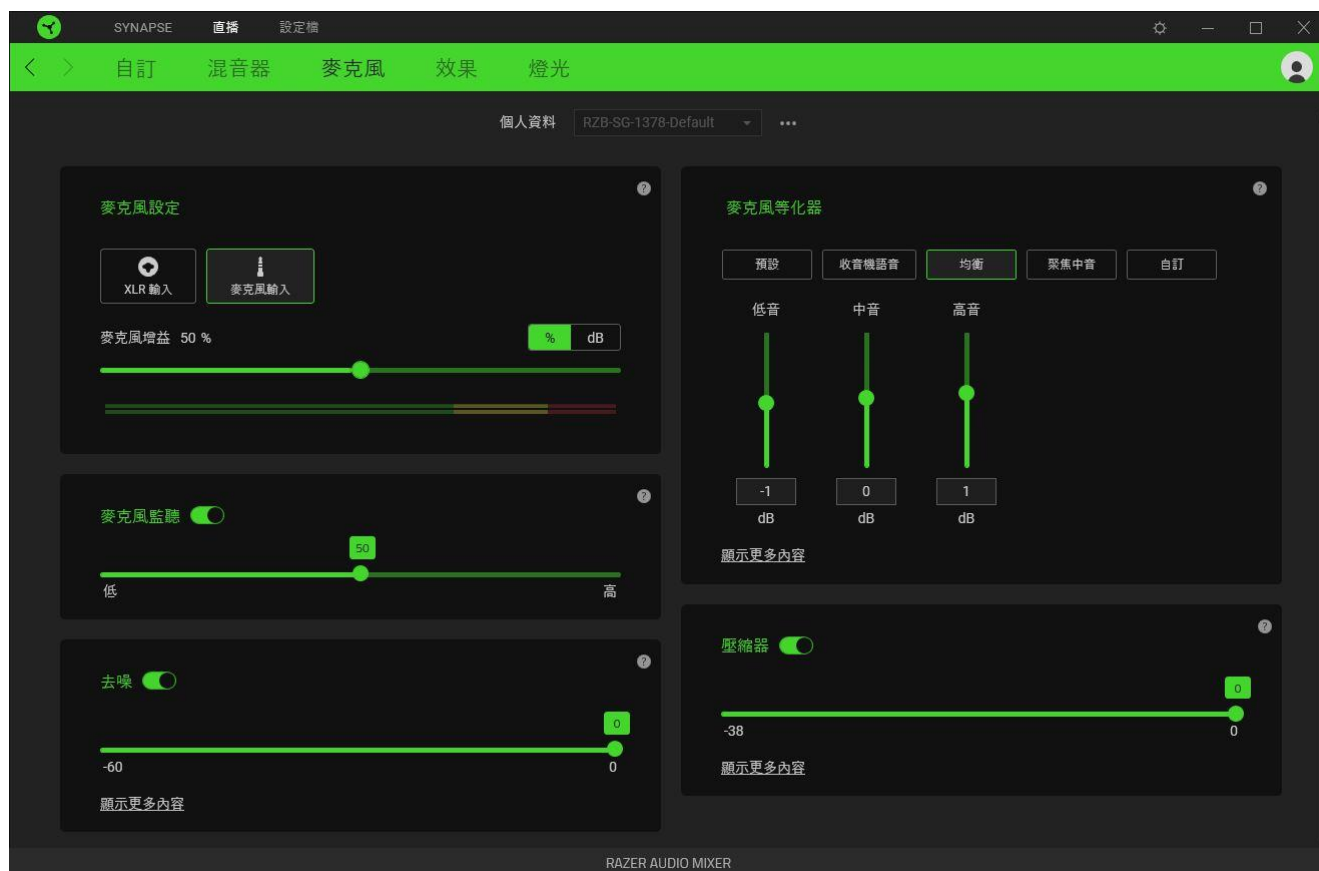 SYNAPSE 直播 設定檔
自訂 混音器 麥克風 效果 燈光
個人資料 RZB-SG-1378-Default
麥克風設定
XLR 輸入 麥克風輸入
麥克風增益 50 % % dB
麥克風監聽
50
低 高
去噪
0
-60 0
顯示更多內容
麥克風等化器
預設 收音機語音 均衡 聚焦中音 自訂
低音 中音 高音
-1 0 1
dB dB dB
顯示更多內容
壓縮器
0
-38 0
顯示更多內容
RAZER AUDIO MIXER